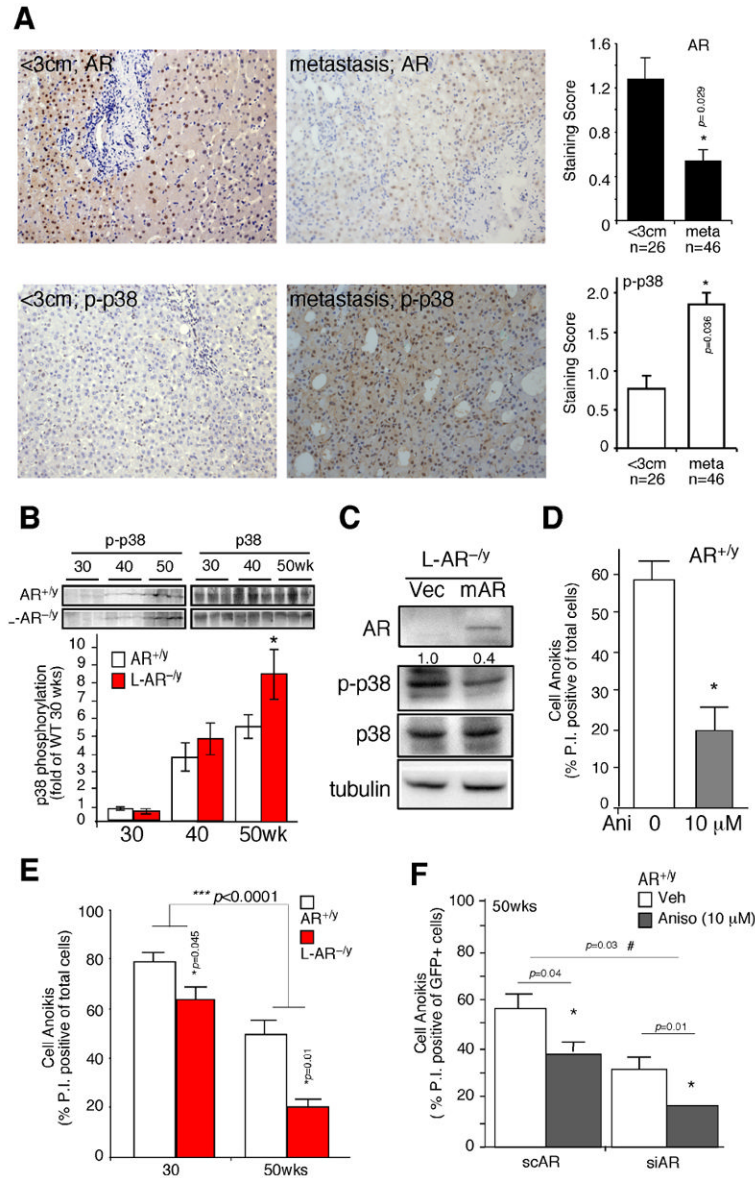 A
<3cm; AR
metastasis; AR
1.6
1.2
0.8
0.4
0
Staining Score
AR
p=0.029
*
<3cm meta
n=26 n=46
<3cm; p-p38
metastasis; p-p38
p-p38
2.0
1.5
1.0
0.5
0.0
Staining Score
*
p=0.036
<3cm meta
n=26 n=46
B
p-p38 p38
30 40 50 30 40 50wk
AR+/y
L-AR–/y
10
9
8
7
6
5
4
3
2
1
0
p38 phosphorylation
(fold of WT 30 wks)
AR+/y
L-AR–/y
*
30 40 50wk
C
L-AR–/y
Vec mAR
AR
1.0 0.4
p-p38
p38
tubulin
D
AR+/y
60
50
40
30
20
60
0
Cell Anoikis
(% P.I. positive of total cells)
*
Ani 0 10 µM
E
*** p<0.0001
AR+/y
L-AR–/y
100
80
60
40
20
0
Cell Anoikis
(% P.I. positive of total cells)
* p=0.045
*p=0.01
30 50wks
F
AR+/y
Veh
Aniso (10 µM)
50wks
100
80
60
40
20
0
Cell Anoikis
( % P.I. positive of GFP+ cells)
p=0.03 #
p=0.04
*
p=0.01
*
scAR siAR